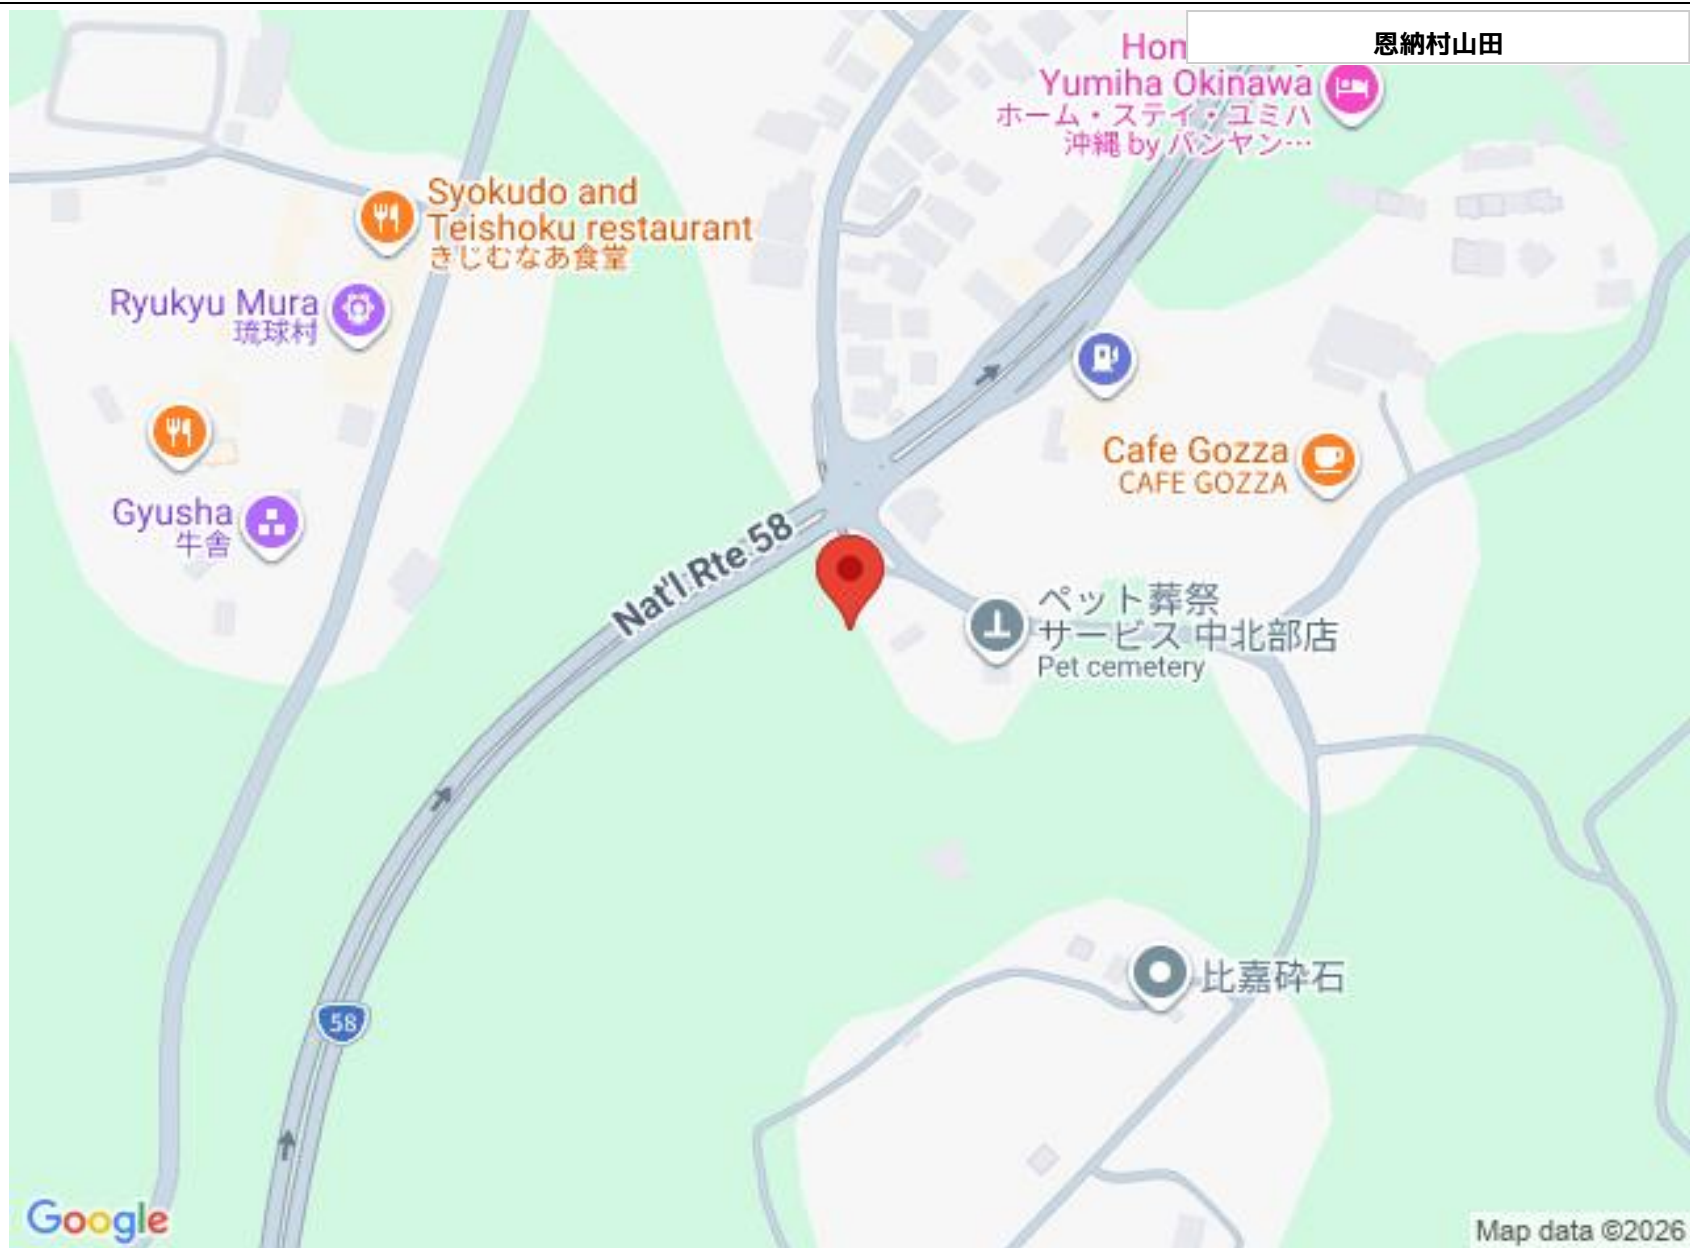 恩納村山田
Hon
Yumiha Okinawa
ホーム・ステイ・ユミハ
沖縄 by バンヤン…
Syokudo and
Teishoku restaurant
きじむなあ食堂
Ryukyu Mura
琉球村
Cafe Gozza
CAFE GOZZA
Gyusha
牛舎
Nat'l Rte 58
ペット葬祭
サービス 中北部店
Pet cemetery
比嘉砕石
58
Google
Map data ©2026